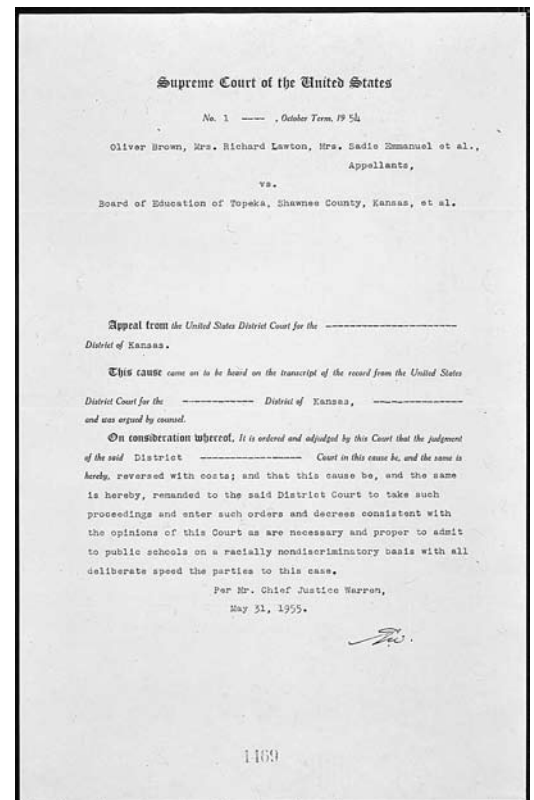 Supreme Court of the United States
No. 1 ---- , October Term, 19 54
Oliver Brown, Mrs. Richard Lawton, Mrs. Sadie Emmanuel et al.,
Appellants,
vs.
Board of Education of Topeka, Shawnee County, Kansas, et al.
Appeal from the United States District Court for the ----------------------
District of Kansas.
This cause came on to be heard on the transcript of the record from the United States
District Court for the ------------ District of Kansas, ---------------
and was argued by counsel.
On consideration whereof, It is ordered and adjudged by this Court that the judgment
of the said District ----------------- Court in this cause be, and the same is
hereby, reversed with costs; and that this cause be, and the same
is hereby, remanded to the said District Court to take such
proceedings and enter such orders and decrees consistent with
the opinions of this Court as are necessary and proper to admit
to public schools on a racially nondiscriminatory basis with all
deliberate speed the parties to this case.
Per Mr. Chief Justice Warren,
May 31, 1955.
1469